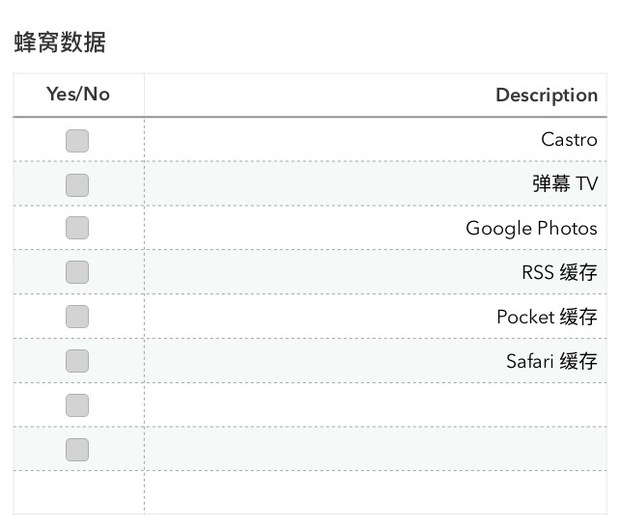 蜂窝数据
Yes/No Description
Castro
弹幕 TV
Google Photos
RSS 缓存
Pocket 缓存
Safari 缓存